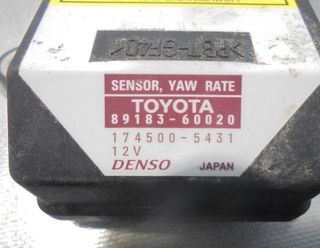 >PBT-GF40<
SENSOR, YAW RATE
TOYOTA
89183-60020
174500-5431
12V
DENSO JAPAN